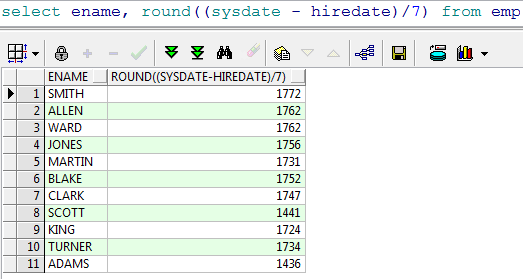 select ename, round((sysdate - hiredate)/7) from emp
ENAME ROUND((SYSDATE-HIREDATE)/7)
1 SMITH 1772
2 ALLEN 1762
3 WARD 1762
4 JONES 1756
5 MARTIN 1731
6 BLAKE 1752
7 CLARK 1747
8 SCOTT 1441
9 KING 1724
10 TURNER 1734
11 ADAMS 1436